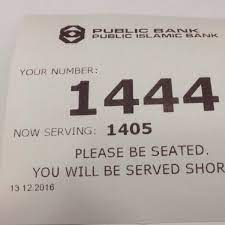 PUBLIC BANK
PUBLIC ISLAMIC BANK
YOUR NUMBER:
1444
NOW SERVING: 1405
PLEASE BE SEATED.
YOU WILL BE SERVED SHOR
13.12.2016